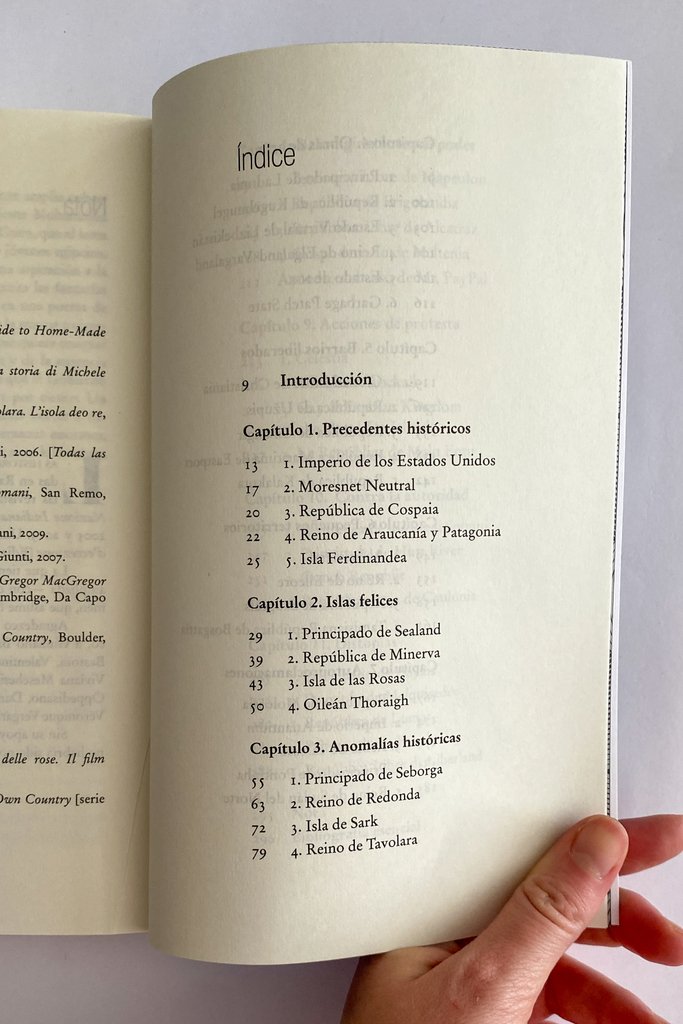 ide to Home-Made
a storia di Michele
olara. L'isola deo re,
i, 2006. [Todas las
omani, San Remo,
ani, 2009.
Giunti, 2007.
Gregor MacGregor
mbridge, Da Capo
Country, Boulder,
delle rose. Il film
Own Country [serie
Índice
9 Introducción
Capítulo 1. Precedentes históricos
13 1. Imperio de los Estados Unidos
17 2. Moresnet Neutral
20 3. República de Cospaia
22 4. Reino de Araucanía y Patagonia
25 5. Isla Ferdinandea
Capítulo 2. Islas felices
29 1. Principado de Sealand
39 2. República de Minerva
43 3. Isla de las Rosas
50 4. Oileán Thoraigh
Capítulo 3. Anomalías históricas
55 1. Principado de Seborga
63 2. Reino de Redonda
72 3. Isla de Sark
79 4. Reino de Tavolara